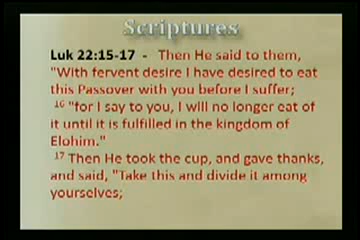 Scriptures
Luk 22:15-17 - Then He said to them,
"With fervent desire I have desired to eat
this Passover with you before I suffer;
16 "for I say to you, I will no longer eat of
it until it is fulfilled in the kingdom of
Elohim."
17 Then He took the cup, and gave thanks,
and said, "Take this and divide it among
yourselves;